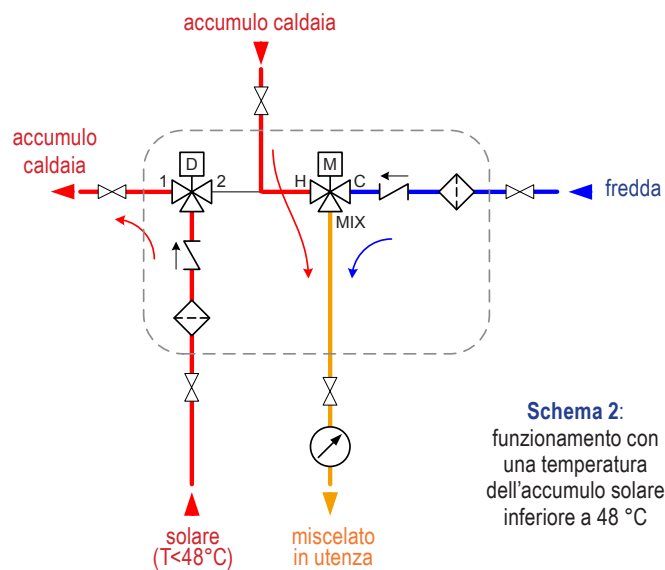 accumulo caldaia
accumulo
caldaia
D
M
1
2
H
C
MIX
fredda
Schema 2:
funzionamento con
una temperatura
dell'accumulo solare
inferiore a 48 °C
solare
(T<48°C)
miscelato
in utenza